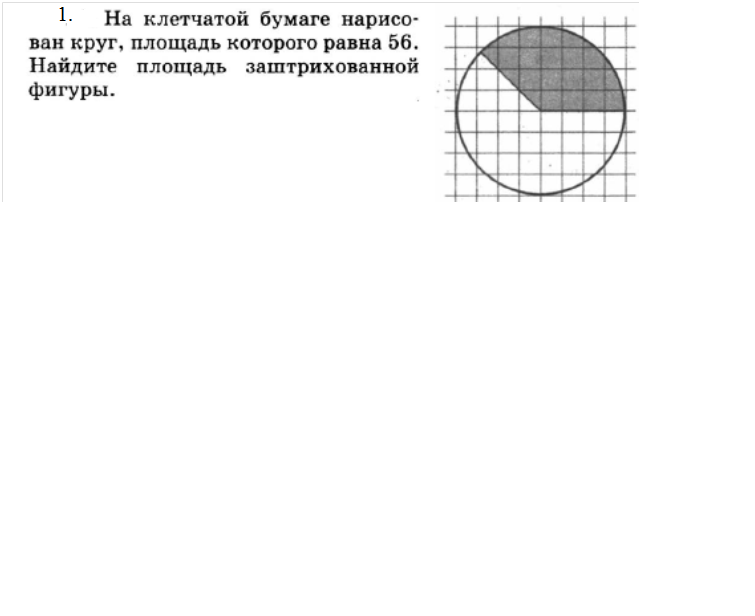 1. На клетчатой бумаге нарисо-
ван круг, площадь которого равна 56.
Найдите площадь заштрихованной
фигуры.